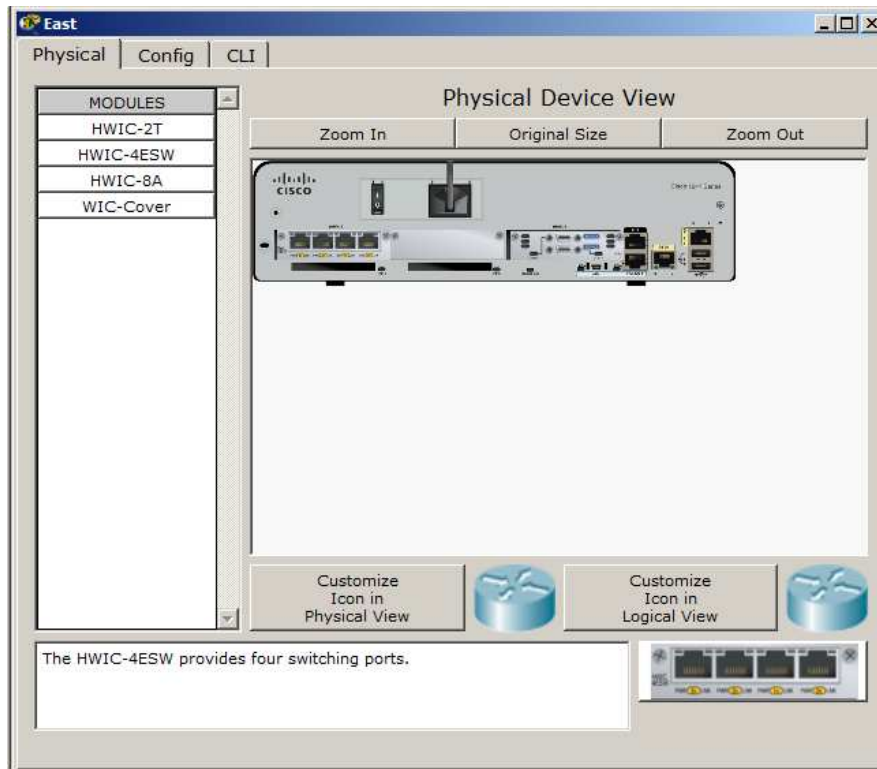 East
Physical
Config
CLI
MODULES
HWIC-2T
HWIC-4ESW
HWIC-8A
WIC-Cover
Physical Device View
Zoom In
Original Size
Zoom Out
CISCO
Customize
Icon in
Physical View
Customize
Icon in
Logical View
The HWIC-4ESW provides four switching ports.